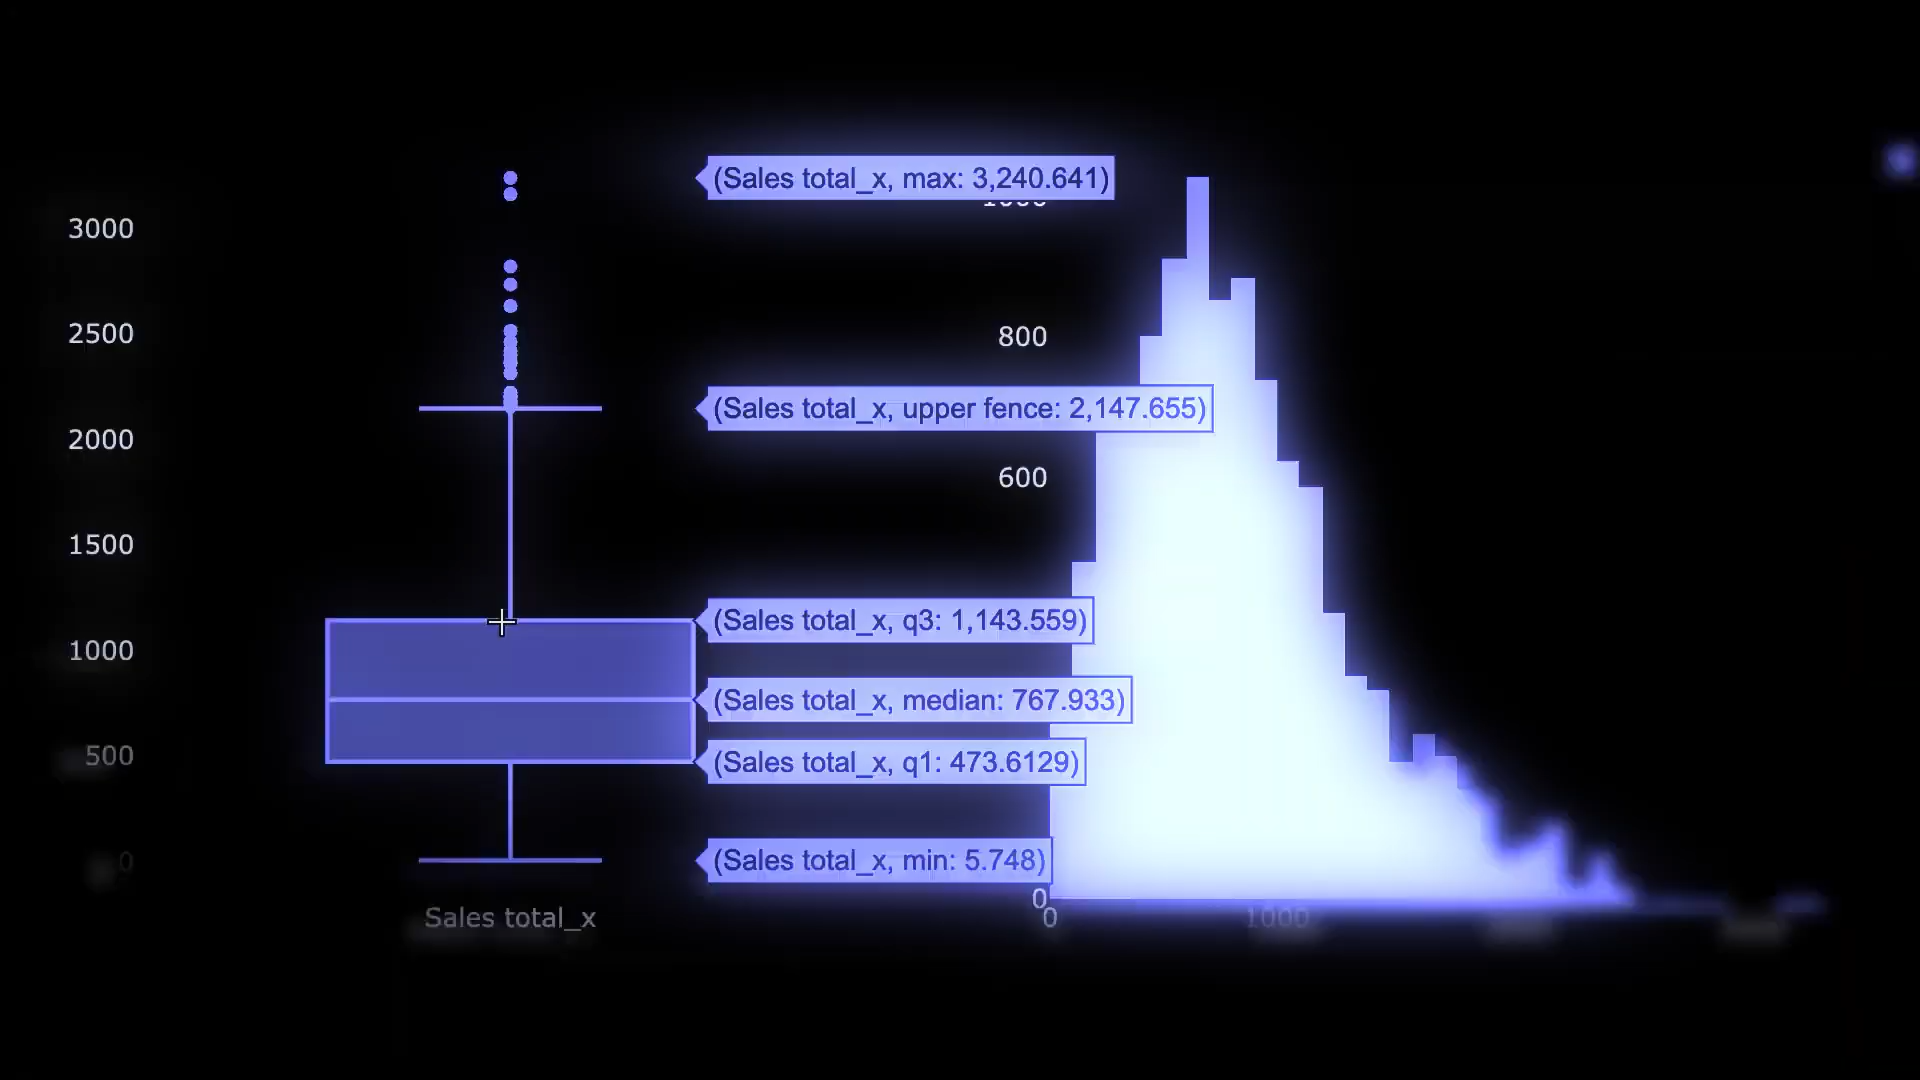 (Sales total_x, max: 3,240.641)
3000
2500
800
(Sales total_x, upper fence: 2,147.655)
2000
600
1500
(Sales total_x, q3: 1,143.559)
1000
(Sales total_x, median: 767.933)
500
(Sales total_x, q1: 473.6129)
0
(Sales total_x, min: 5.748)
0
Sales total_x
0
1000